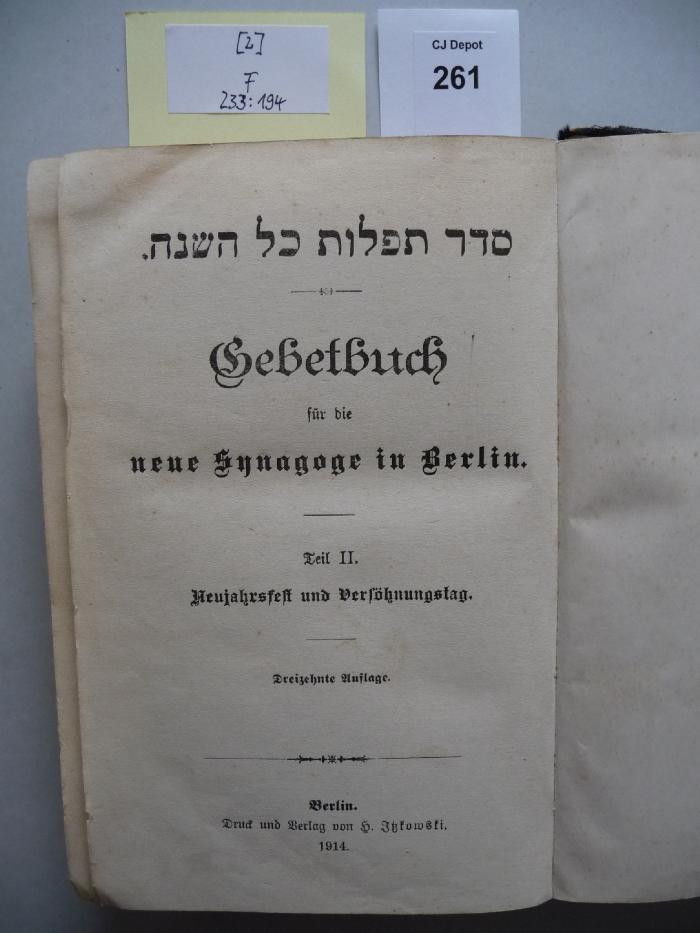 [2]
F
233:194
CJ Depot
261
סדר תפלות כל השנה.
Gebetbuch
für die
neue Synagoge in Berlin.
Teil II.
Neujahrsfest und Versöhnungstag.
Dreizehnte Auflage.
Berlin.
Druck und Verlag von H. Itzkowski.
1914.